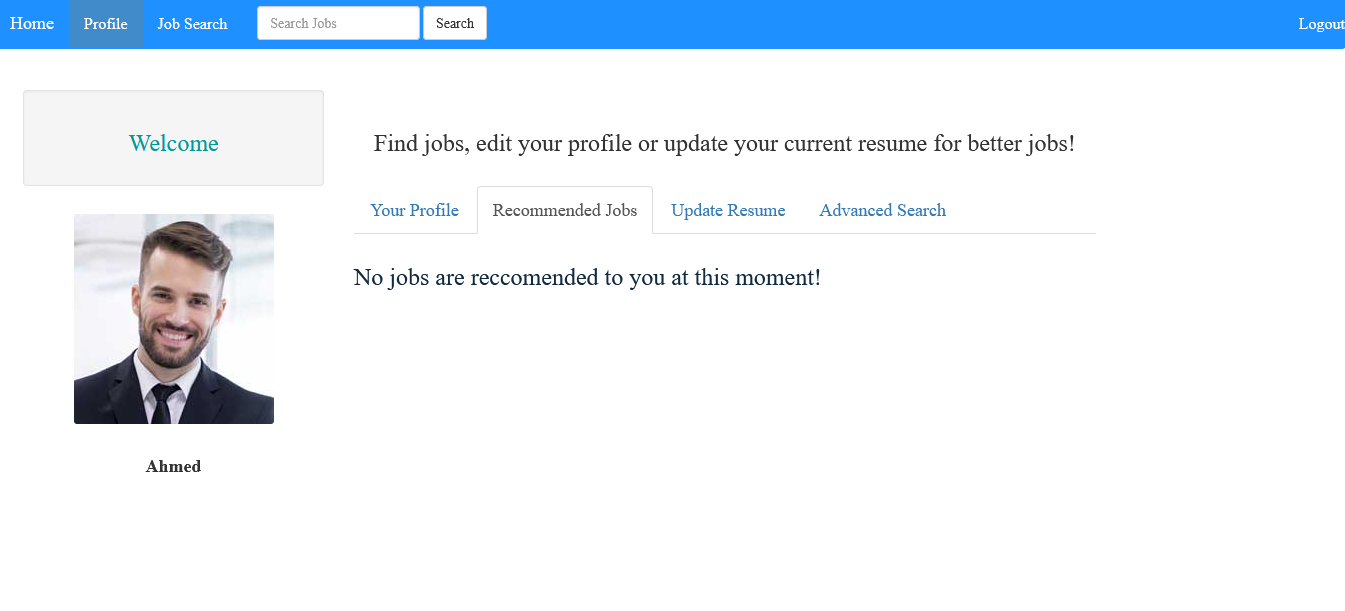 Home Profile Job Search Search Jobs Search Logout
Welcome
Find jobs, edit your profile or update your current resume for better jobs!
Your Profile Recommended Jobs Update Resume Advanced Search
No jobs are reccomended to you at this moment!
Ahmed